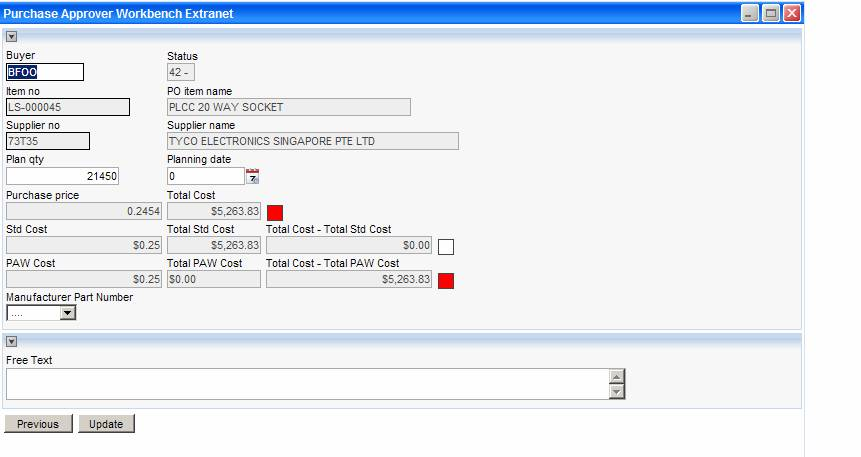 Purchase Approver Workbench Extranet
Buyer Status
BFOO 42 -
Item no PO item name
LS-000045 PLCC 20 WAY SOCKET
Supplier no Supplier name
73T35 TYCO ELECTRONICS SINGAPORE PTE LTD
Plan qty Planning date
21450 0 7
Purchase price Total Cost
0.2454 $5,263.83
Std Cost Total Std Cost Total Cost - Total Std Cost
$0.25 $5,263.83 $0.00
PAW Cost Total PAW Cost Total Cost - Total PAW Cost
$0.25 $0.00 $5,263.83
Manufacturer Part Number
....
Free Text
Previous Update